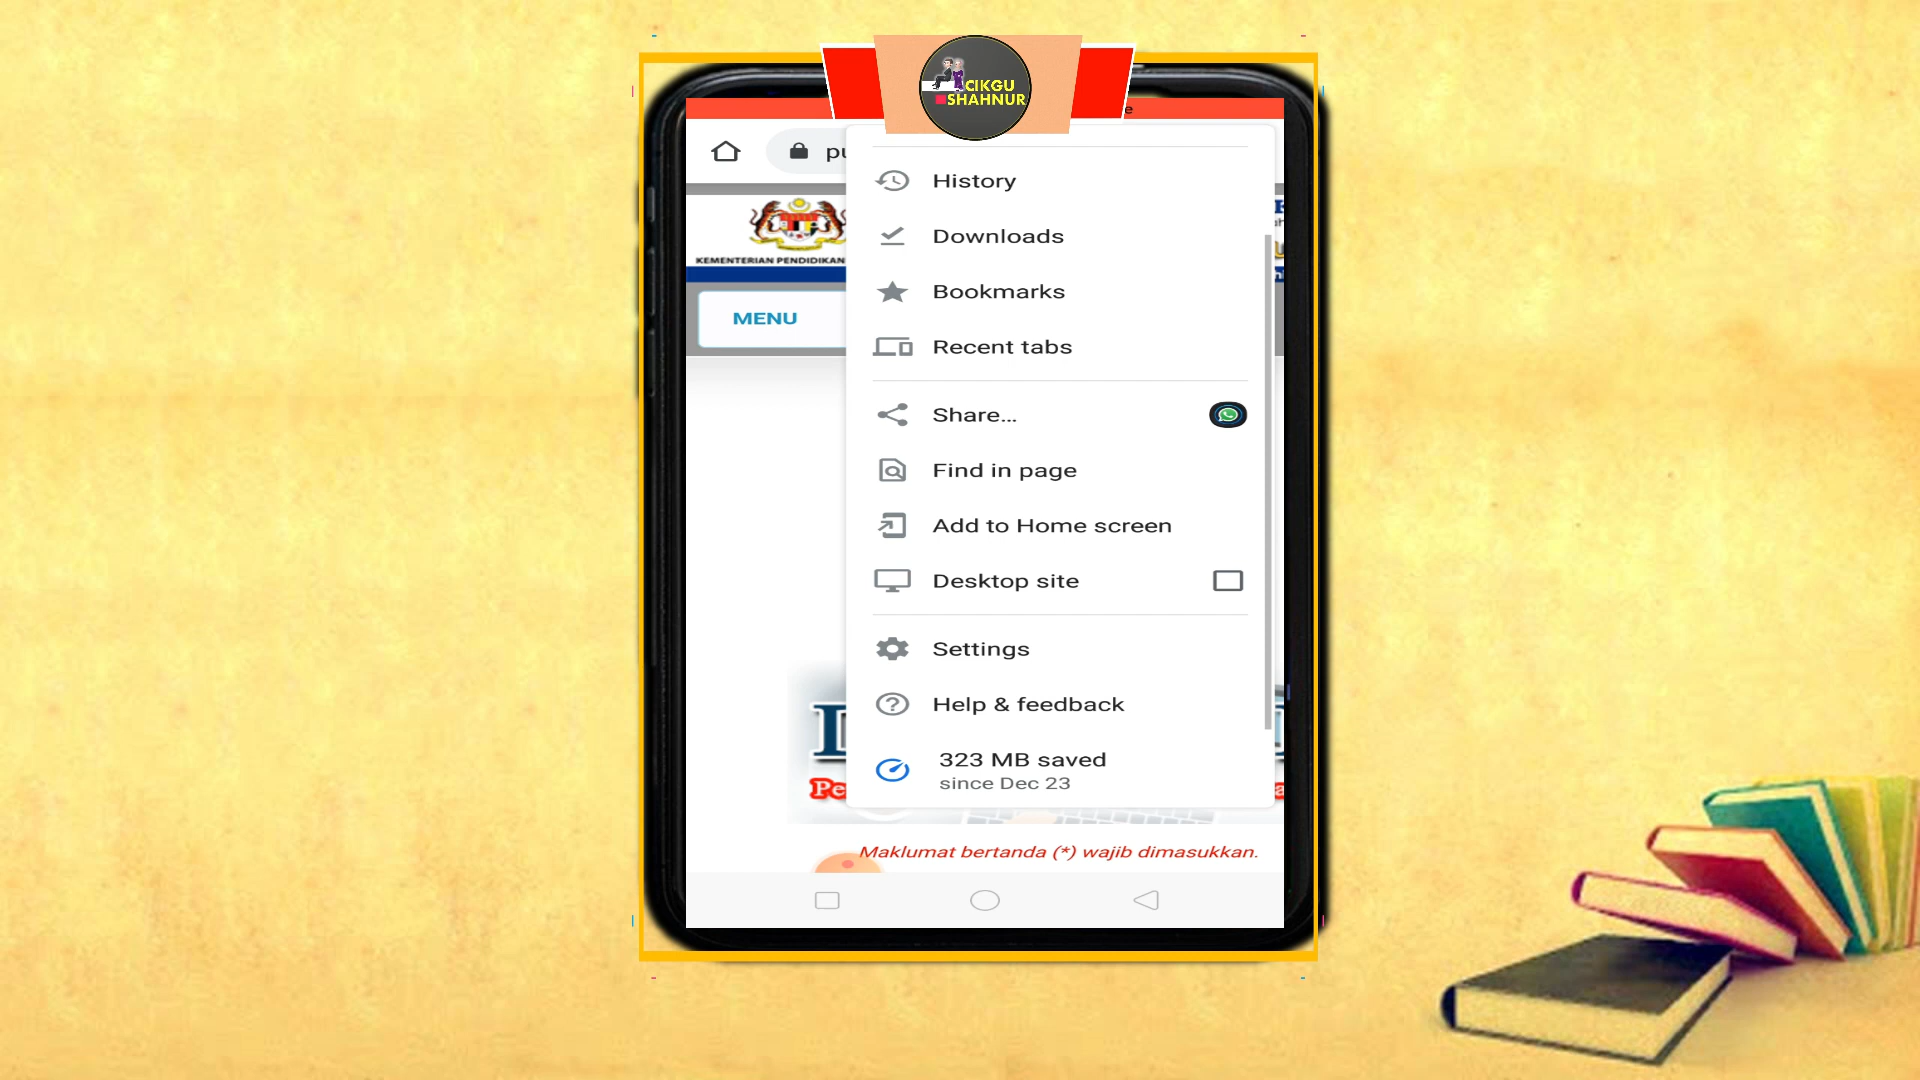 CIKGU
SHAHNUR
History
Downloads
KEMENTERIAN PENDIDIKAN
Bookmarks
MENU
Recent tabs
Share...
Find in page
Add to Home screen
Desktop site
Settings
Help & feedback
323 MB saved
since Dec 23
Maklumat bertanda (*) wajib dimasukkan.